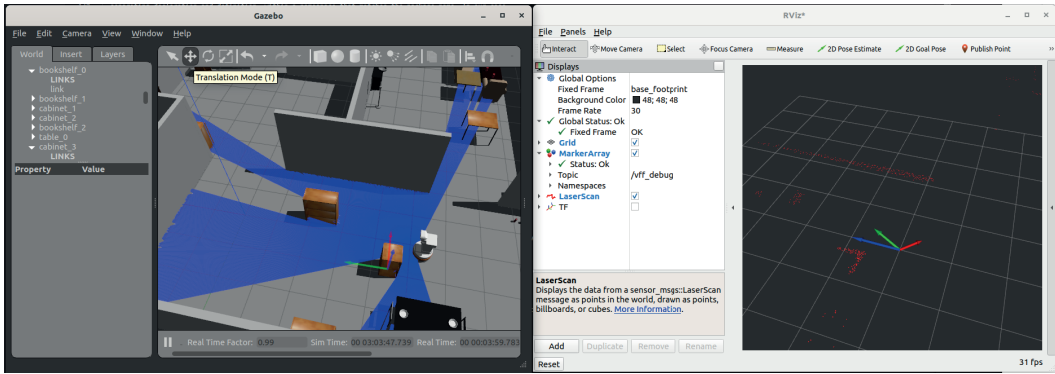 Gazebo
File Edit Camera View Window Help
World Insert Layers
Translation Mode (T)
bookshelf_0
LINKS
link
bookshelf_1
cabinet_1
cabinet_2
bookshelf_2
table_0
cabinet_3
LINKS
Property Value
Real Time Factor: 0.99 Sim Time: 00 03:03:47.739 Real Time: 00 00:03:59.783
RViz*
File Panels Help
Interact Move Camera Select Focus Camera Measure 2D Pose Estimate 2D Goal Pose Publish Point »
Displays
Global Options
Fixed Frame base_footprint
Background Color 48; 48; 48
Frame Rate 30
Global Status: Ok
Fixed Frame OK
Grid
MarkerArray
Status: Ok
Topic /vff_debug
Namespaces
LaserScan
TF
LaserScan
Displays the data from a sensor_msgs::LaserScan
message as points in the world, drawn as points,
billboards, or cubes. More Information.
Add Duplicate Remove Rename
Reset
31 fps